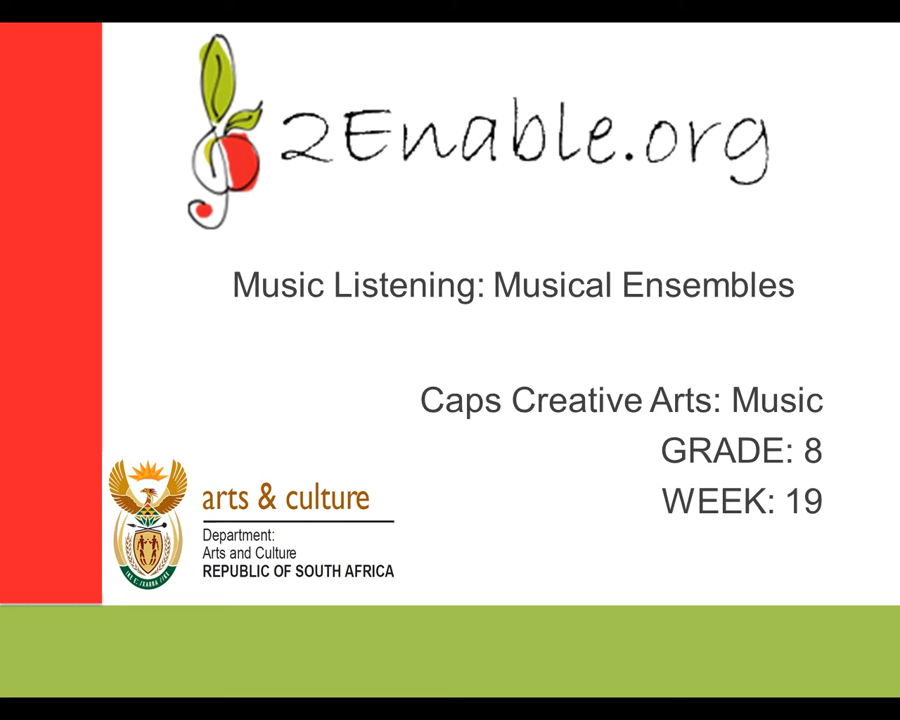 2Enable.org
Music Listening: Musical Ensembles
Caps Creative Arts: Music
GRADE: 8
WEEK: 19
arts & culture
Department:
Arts and Culture
REPUBLIC OF SOUTH AFRICA